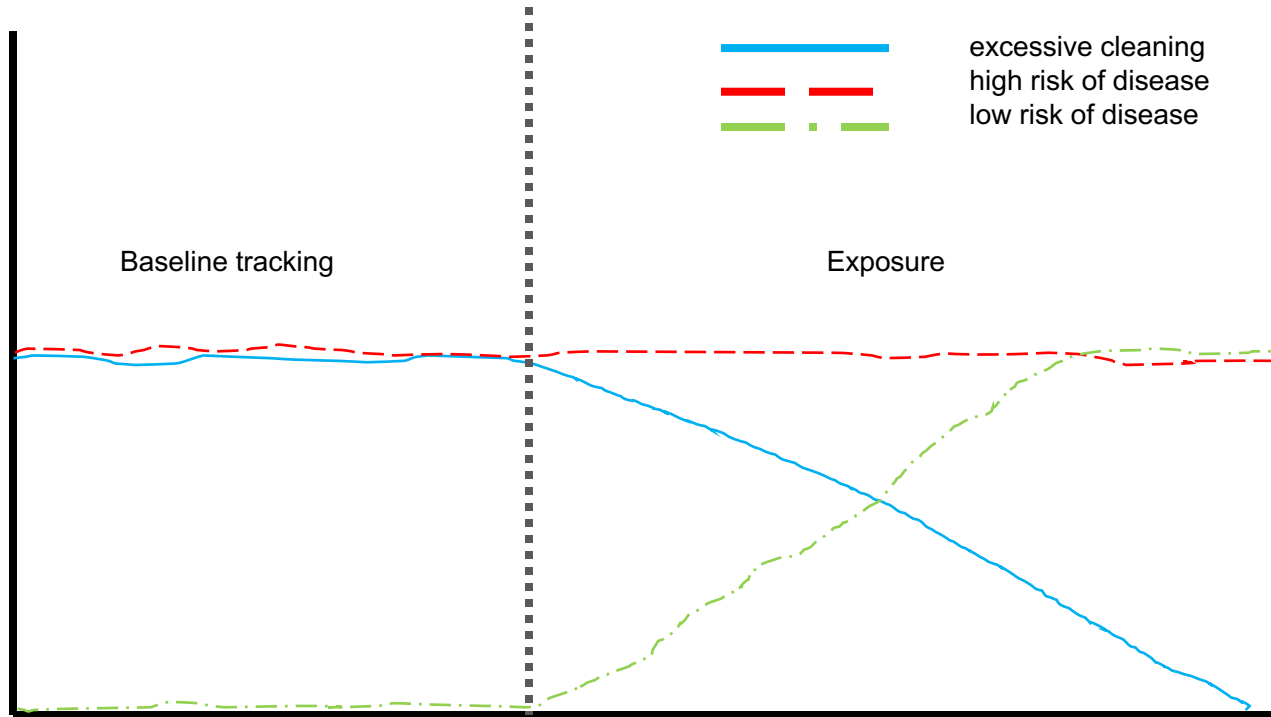 excessive cleaning
high risk of disease
low risk of disease
Baseline tracking
Exposure